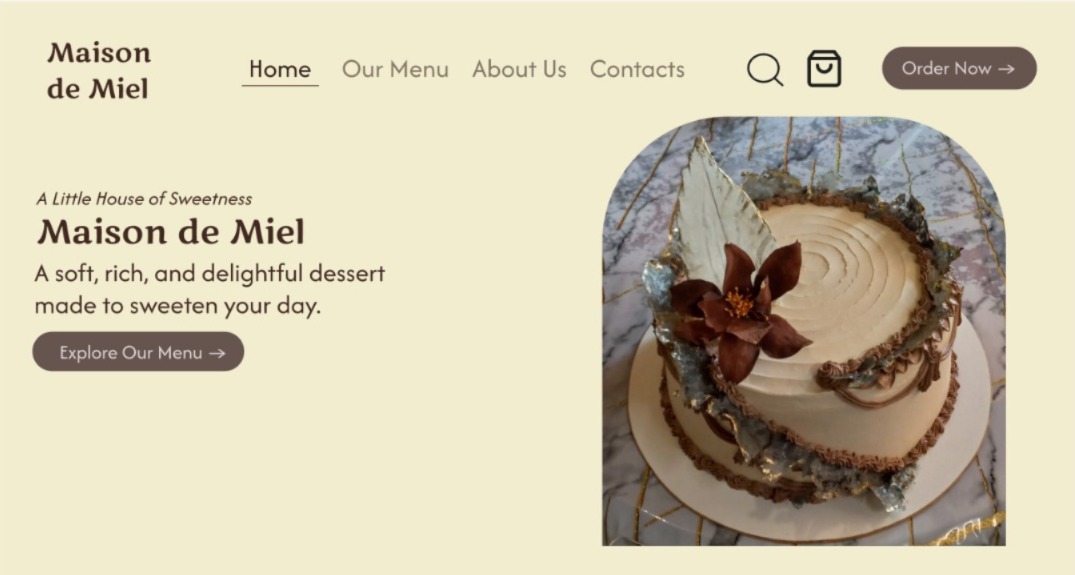 Maison
de Miel
Home
Our Menu
About Us
Contacts
Order Now →
A Little House of Sweetness
Maison de Miel
A soft, rich, and delightful dessert
made to sweeten your day.
Explore Our Menu →